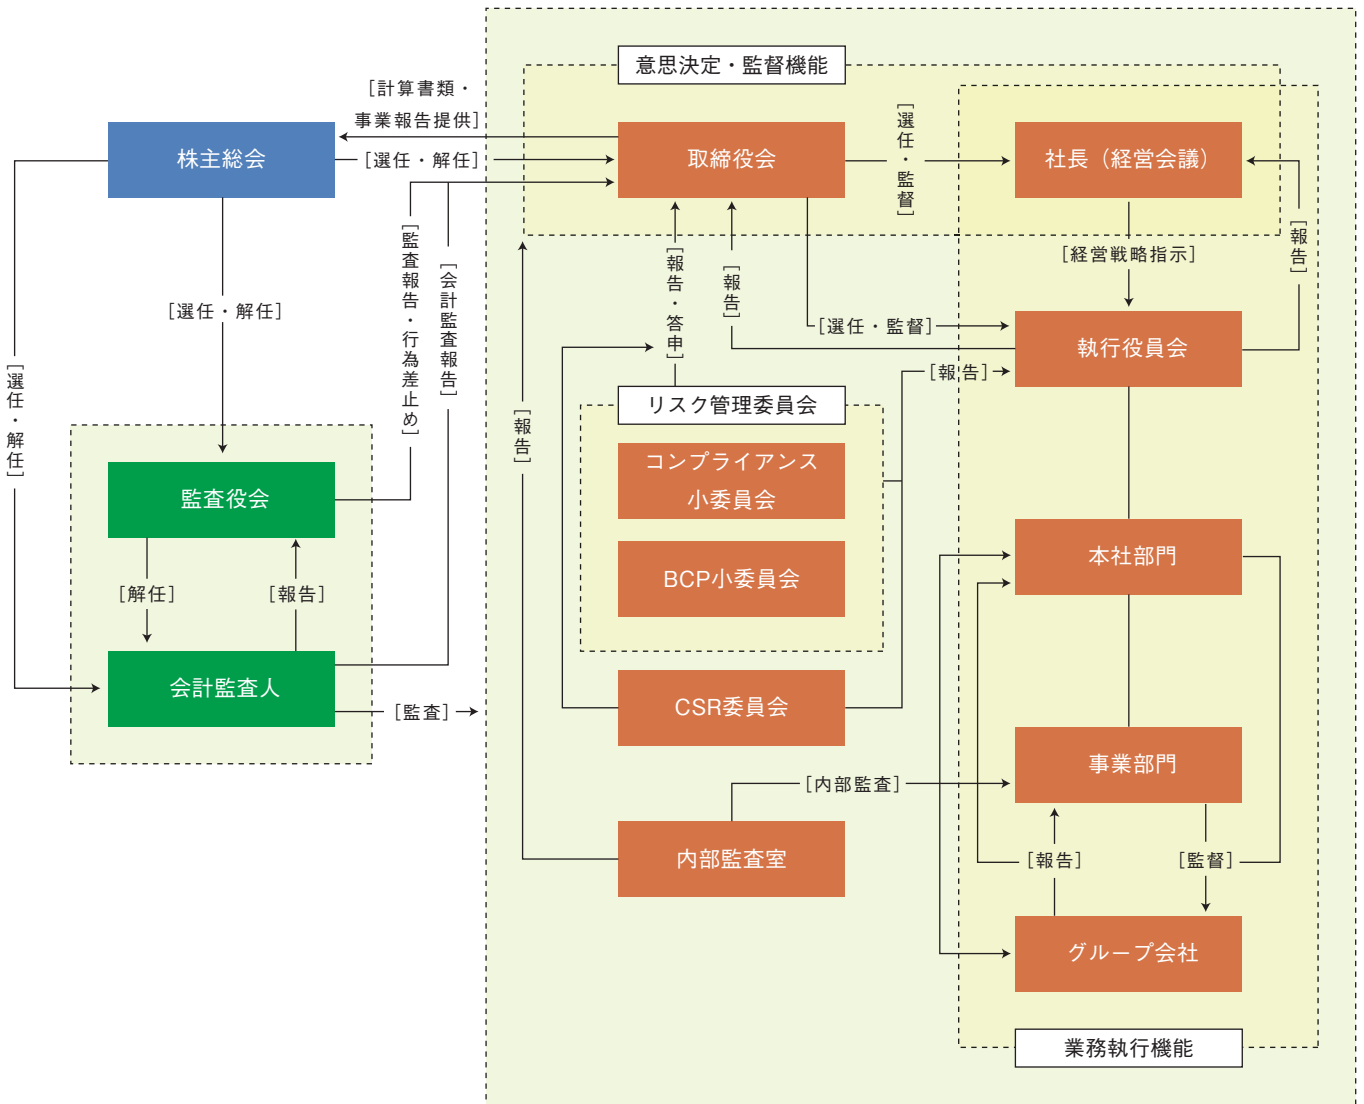 意思決定・監督機能
[計算書類・
事業報告提供]
株主総会
[選任・解任]
取締役会
[選任・監督]
社長（経営会議）
[監査報告・行為差止め]
[会計監査報告]
[報告・答申]
[報告]
[経営戦略指示]
[報告]
[選任・解任]
[選任・監督]
執行役員会
[選任・解任]
[報告]
[報告]
リスク管理委員会
コンプライアンス
小委員会
監査役会
本社部門
BCP小委員会
[解任]
[報告]
会計監査人
[監査]
CSR委員会
事業部門
[内部監査]
内部監査室
[報告]
[監督]
グループ会社
業務執行機能